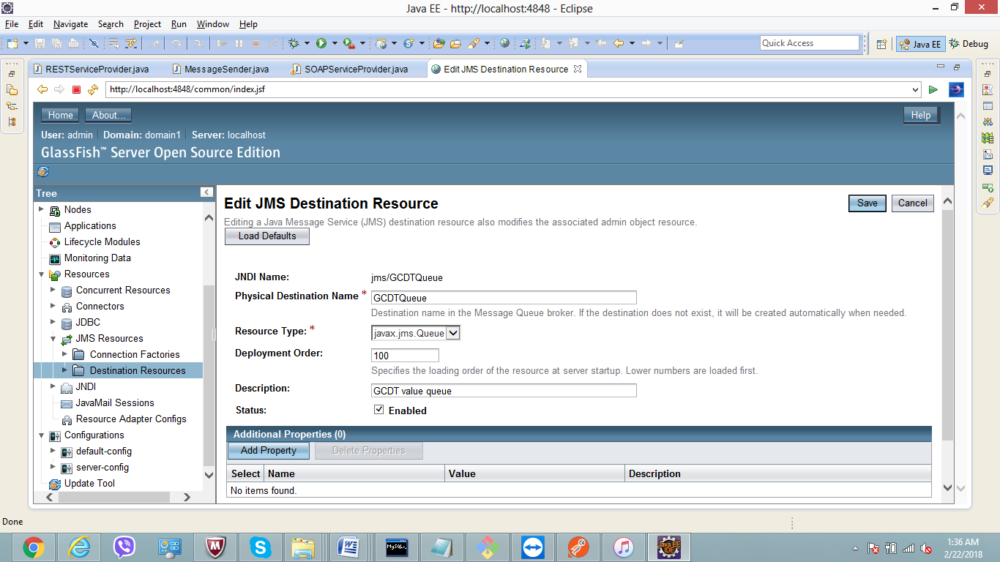 Java EE - http://localhost:4848 - Eclipse
File Edit Navigate Search Project Run Window Help
Quick Access
Java EE
Debug
RESTServiceProvider.java
MessageSender.java
SOAPServiceProvider.java
Edit JMS Destination Resource
http://localhost:4848/common/index.jsf
Home
About...
Help
User: admin Domain: domain1 Server: localhost
GlassFish™ Server Open Source Edition
Tree
Nodes
Applications
Lifecycle Modules
Monitoring Data
Resources
Concurrent Resources
Connectors
JDBC
JMS Resources
Connection Factories
Destination Resources
JNDI
JavaMail Sessions
Resource Adapter Configs
Configurations
default-config
server-config
Update Tool
Edit JMS Destination Resource
Save
Cancel
Editing a Java Message Service (JMS) destination resource also modifies the associated admin object resource.
Load Defaults
JNDI Name: jms/GCDTQueue
Physical Destination Name * GCDTQueue
Destination name in the Message Queue broker. If the destination does not exist, it will be created automatically when needed.
Resource Type: * javax.jms.Queue
Deployment Order: 100
Specifies the loading order of the resource at server startup. Lower numbers are loaded first.
Description: GCDT value queue
Status: Enabled
Additional Properties (0)
Add Property
Delete Properties
Select Name Value Description
No items found.
Done
MySQL
Java EE
IDE
1:36 AM
2/22/2018